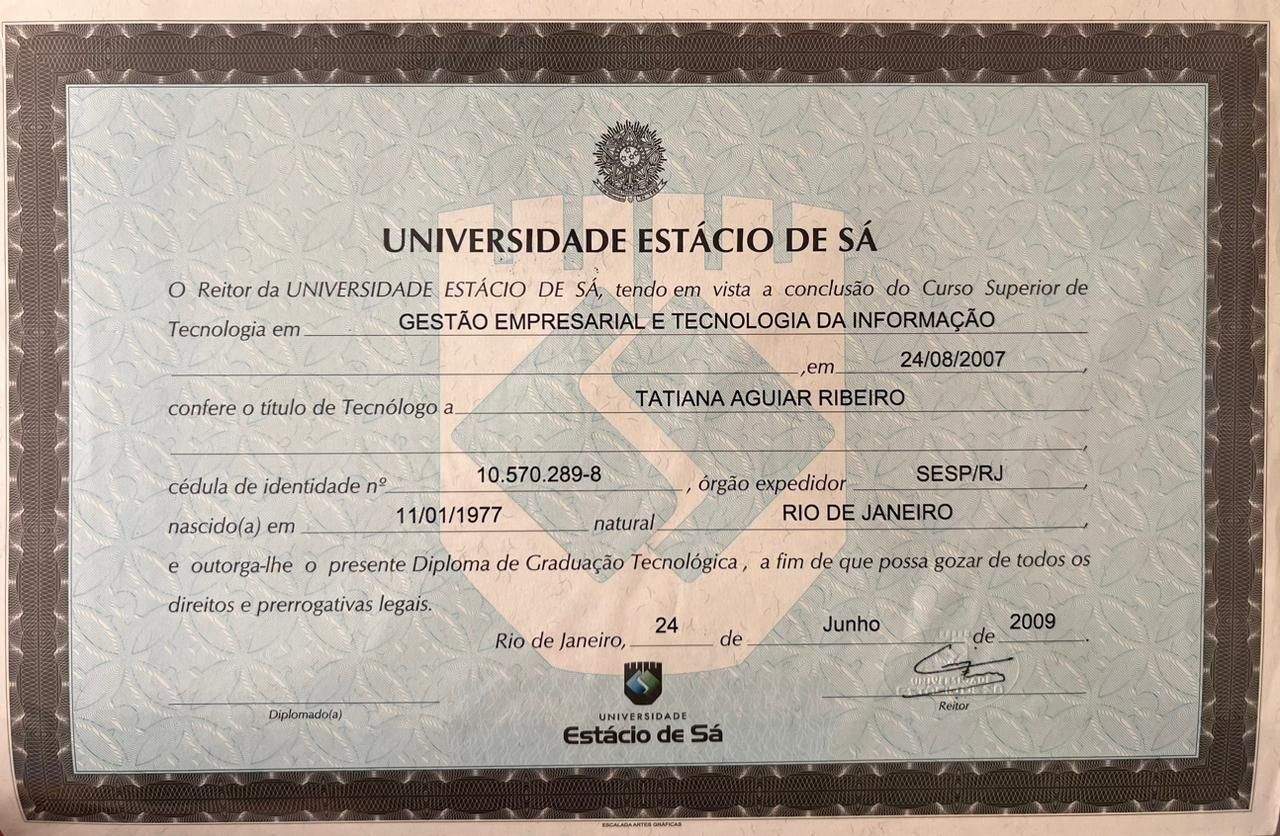 UNIVERSIDADE ESTÁCIO DE SÁ
O Reitor da UNIVERSIDADE ESTÁCIO DE SÁ, tendo em vista a conclusão do Curso Superior de
Tecnologia em GESTÃO EMPRESARIAL E TECNOLOGIA DA INFORMAÇÃO
,em 24/08/2007,
confere o título de Tecnólogo a TATIANA AGUIAR RIBEIRO
,
cédula de identidade nº 10.570.289-8, órgão expedidor SESP/RJ,
nascido(a) em 11/01/1977 natural RIO DE JANEIRO,
e outorga-lhe o presente Diploma de Graduação Tecnológica, a fim de que possa gozar de todos os
direitos e prerrogativas legais.
Rio de Janeiro, 24 de Junho de 2009.
UNIVERSIDADE
ESTÁCIO DE SÁ
Diplomado(a)
Reitor
UNIVERSIDADE
Estácio de Sá
ESCALADA ARTES GRÁFICAS